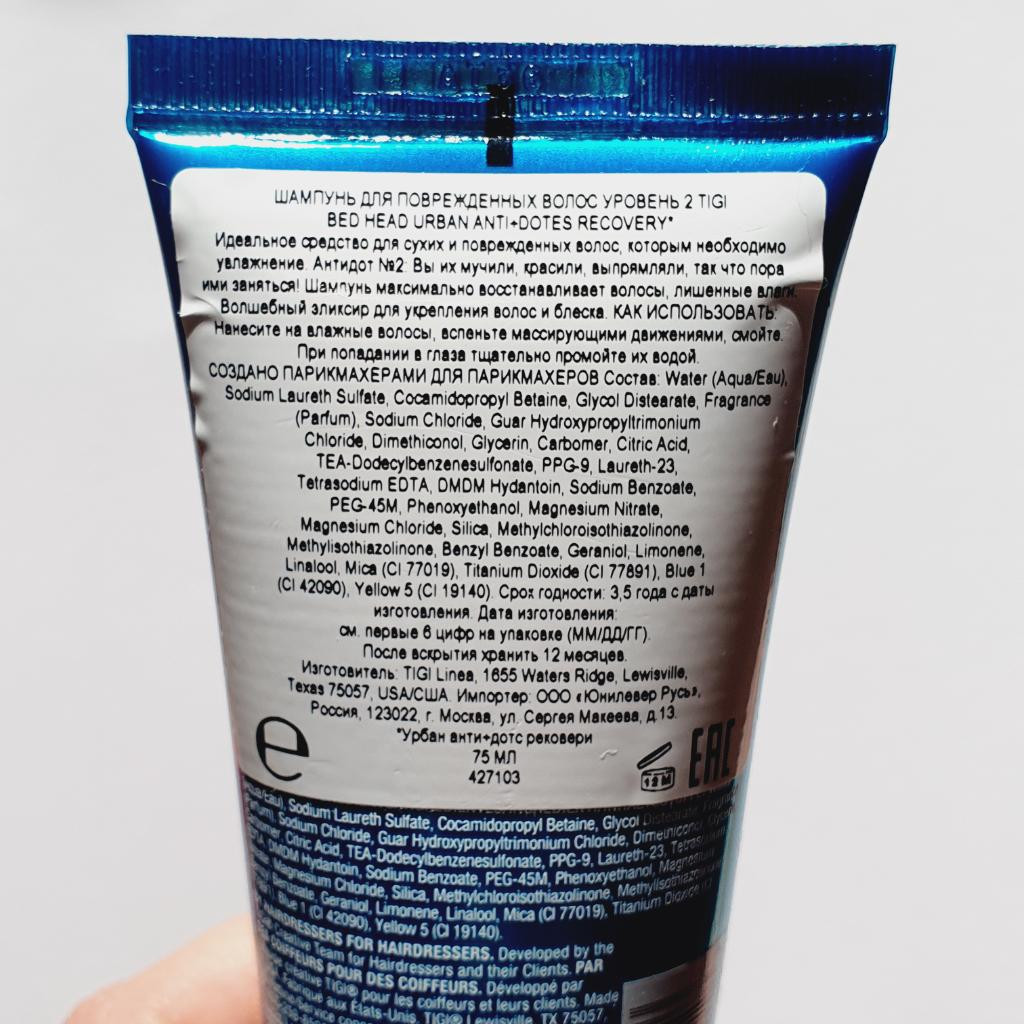 ШАМПУНЬ ДЛЯ ПОВРЕЖДЕННЫХ ВОЛОС УРОВЕНЬ 2 TIGI
BED HEAD URBAN ANTI+DOTES RECOVERY*
Идеальное средство для сухих и поврежденных волос, которым необходимо
увлажнение. Антидот №2: Вы их мучили, красили, выпрямляли, так что пора
ими заняться! Шампунь максимально восстанавливает волосы, лишенные влаги.
Волшебный эликсир для укрепления волос и блеска. КАК ИСПОЛЬЗОВАТЬ:
Нанесите на влажные волосы, вспеньте массирующими движениями, смойте.
При попадании в глаза тщательно промойте их водой.
СОЗДАНО ПАРИКМАХЕРАМИ ДЛЯ ПАРИКМАХЕРОВ Состав: Water (Aqua/Eau),
Sodium Laureth Sulfate, Cocamidopropyl Betaine, Glycol Distearate, Fragrance
(Parfum), Sodium Chloride, Guar Hydroxypropyltrimonium
Chloride, Dimethiconol, Glycerin, Carbomer, Citric Acid,
TEA-Dodecylbenzenesulfonate, PPG-9, Laureth-23,
Tetrasodium EDTA, DMDM Hydantoin, Sodium Benzoate,
PEG-45M, Phenoxyethanol, Magnesium Nitrate,
Magnesium Chloride, Silica, Methylchloroisothiazolinone,
Methylisothiazolinone, Benzyl Benzoate, Geraniol, Limonene,
Linalool, Mica (CI 77019), Titanium Dioxide (CI 77891), Blue 1
(CI 42090), Yellow 5 (CI 19140). Срок годности: 3,5 года с даты
изготовления. Дата изготовления:
см. первые 6 цифр на упаковке (ММ/ДД/ГГ).
После вскрытия хранить 12 месяцев.
Изготовитель: TIGI Linea, 1655 Waters Ridge, Lewisville,
Техас 75057, USA/США. Импортер: ООО «Юнилевер Русь»,
Россия, 123022, г. Москва, ул. Сергея Макеева, д.13.
*Урбан анти+дотс рековери
75 МЛ
427103
e
12 M
EAC
Sodium Laureth Sulfate, Cocamidopropyl Betaine, Glycol Distearate,
Sodium Chloride, Guar Hydroxypropyltrimonium Chloride, Dimethiconol,
Citric Acid, TEA-Dodecylbenzenesulfonate, PPG-9, Laureth-23,
DMDM Hydantoin, Sodium Benzoate, PEG-45M, Phenoxyethanol,
Magnesium Chloride, Silica, Methylchloroisothiazolinone,
Benzoate, Geraniol, Limonene, Linalool, Mica (CI 77019), Titanium
Blue 1 (CI 42090), Yellow 5 (CI 19140).
HAIRDRESSERS FOR HAIRDRESSERS. Developed by the
Creative Team for Hairdressers and their Clients. PAR
COIFFEURS POUR DES COIFFEURS. Développé par
creative TIGI® pour les coiffeurs et leurs clients. Made
Fabriqué aux États-Unis. TIGI® Lewisville, TX 75057,